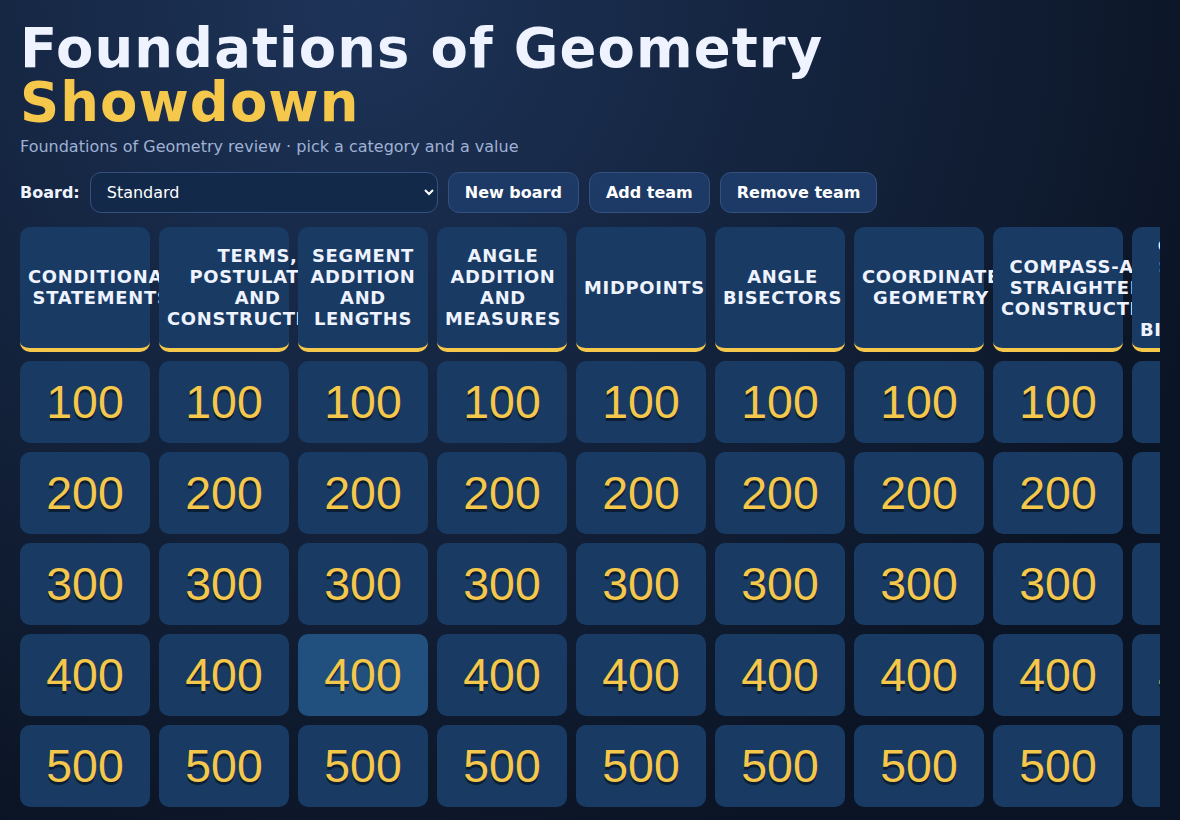 Foundations of Geometry
Showdown
Foundations of Geometry review · pick a category and a value
Board: Standard New board Add team Remove team
CONDITIONA
STATEMENTS
TERMS,
POSTULAT
AND
CONSTRUCTI
SEGMENT
ADDITION
AND
LENGTHS
ANGLE
ADDITION
AND
MEASURES
MIDPOINTS
ANGLE
BISECTORS
COORDINATE
GEOMETRY
COMPASS-A
STRAIGHTE
CONSTRUCTI
BI
100 100 100 100 100 100 100 100
200 200 200 200 200 200 200 200
300 300 300 300 300 300 300 300
400 400 400 400 400 400 400 400
500 500 500 500 500 500 500 500